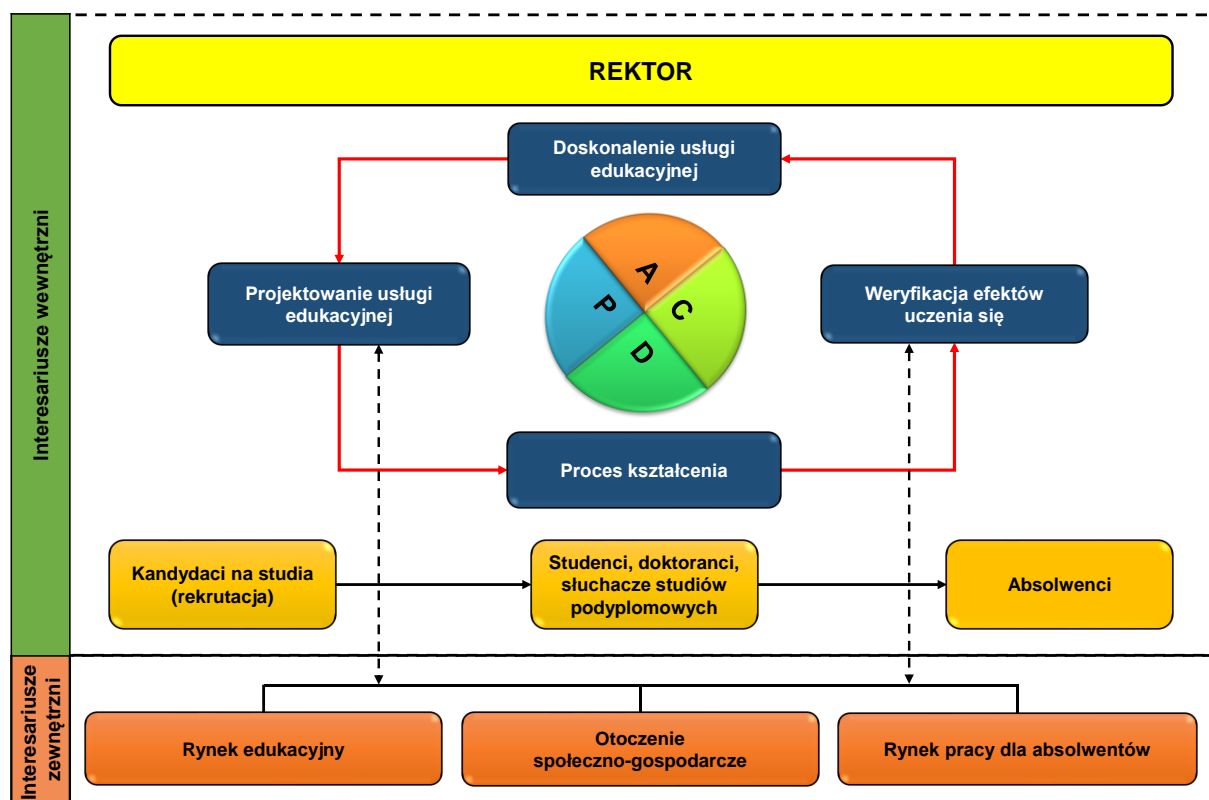 REKTOR
Interesariusze wewnętrzni
Doskonalenie usługi
edukacyjnej
Projektowanie usługi
edukacyjnej
A
P
C
D
Weryfikacja efektów
uczenia się
Proces kształcenia
Kandydaci na studia
(rekrutacja)
Studenci, doktoranci,
słuchacze studiów
podyplomowych
Absolwenci
Interesariusze
zewnętrzni
Rynek edukacyjny
Otoczenie
społeczno-gospodarcze
Rynek pracy dla absolwentów